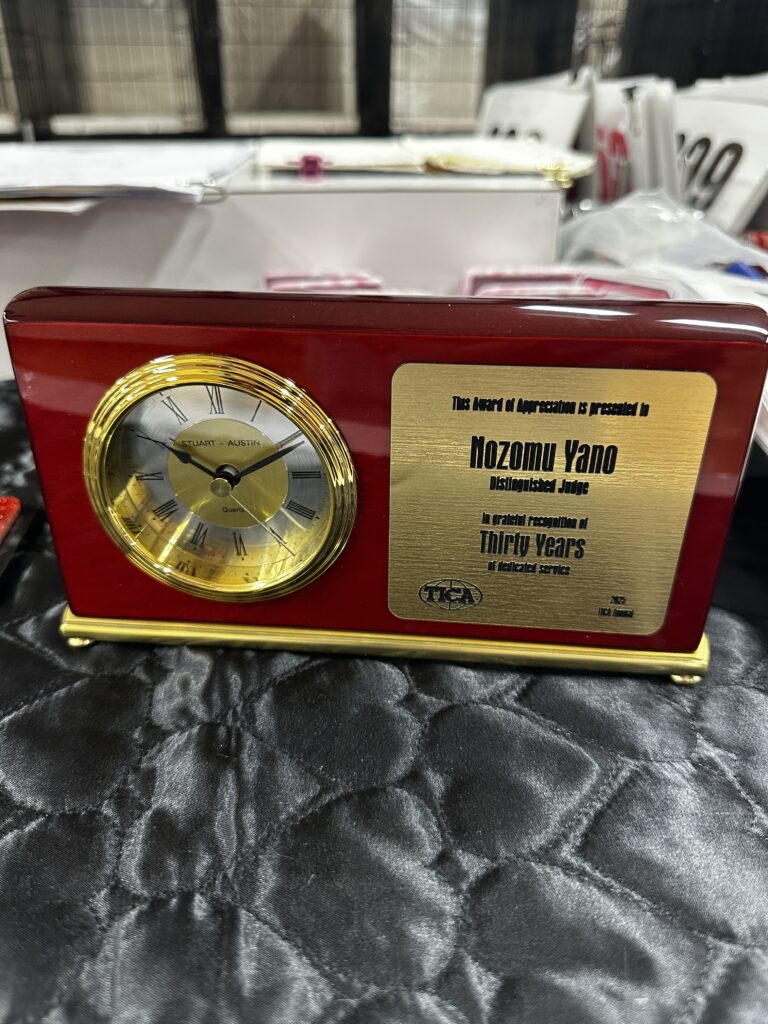 STUART - AUSTIN
Quartz
This Award of Appreciation is presented to
Nozomu Yano
Distinguished Judge
in grateful recognition of
Thirty Years
of dedicated service
TICA
2025
TICA Annual